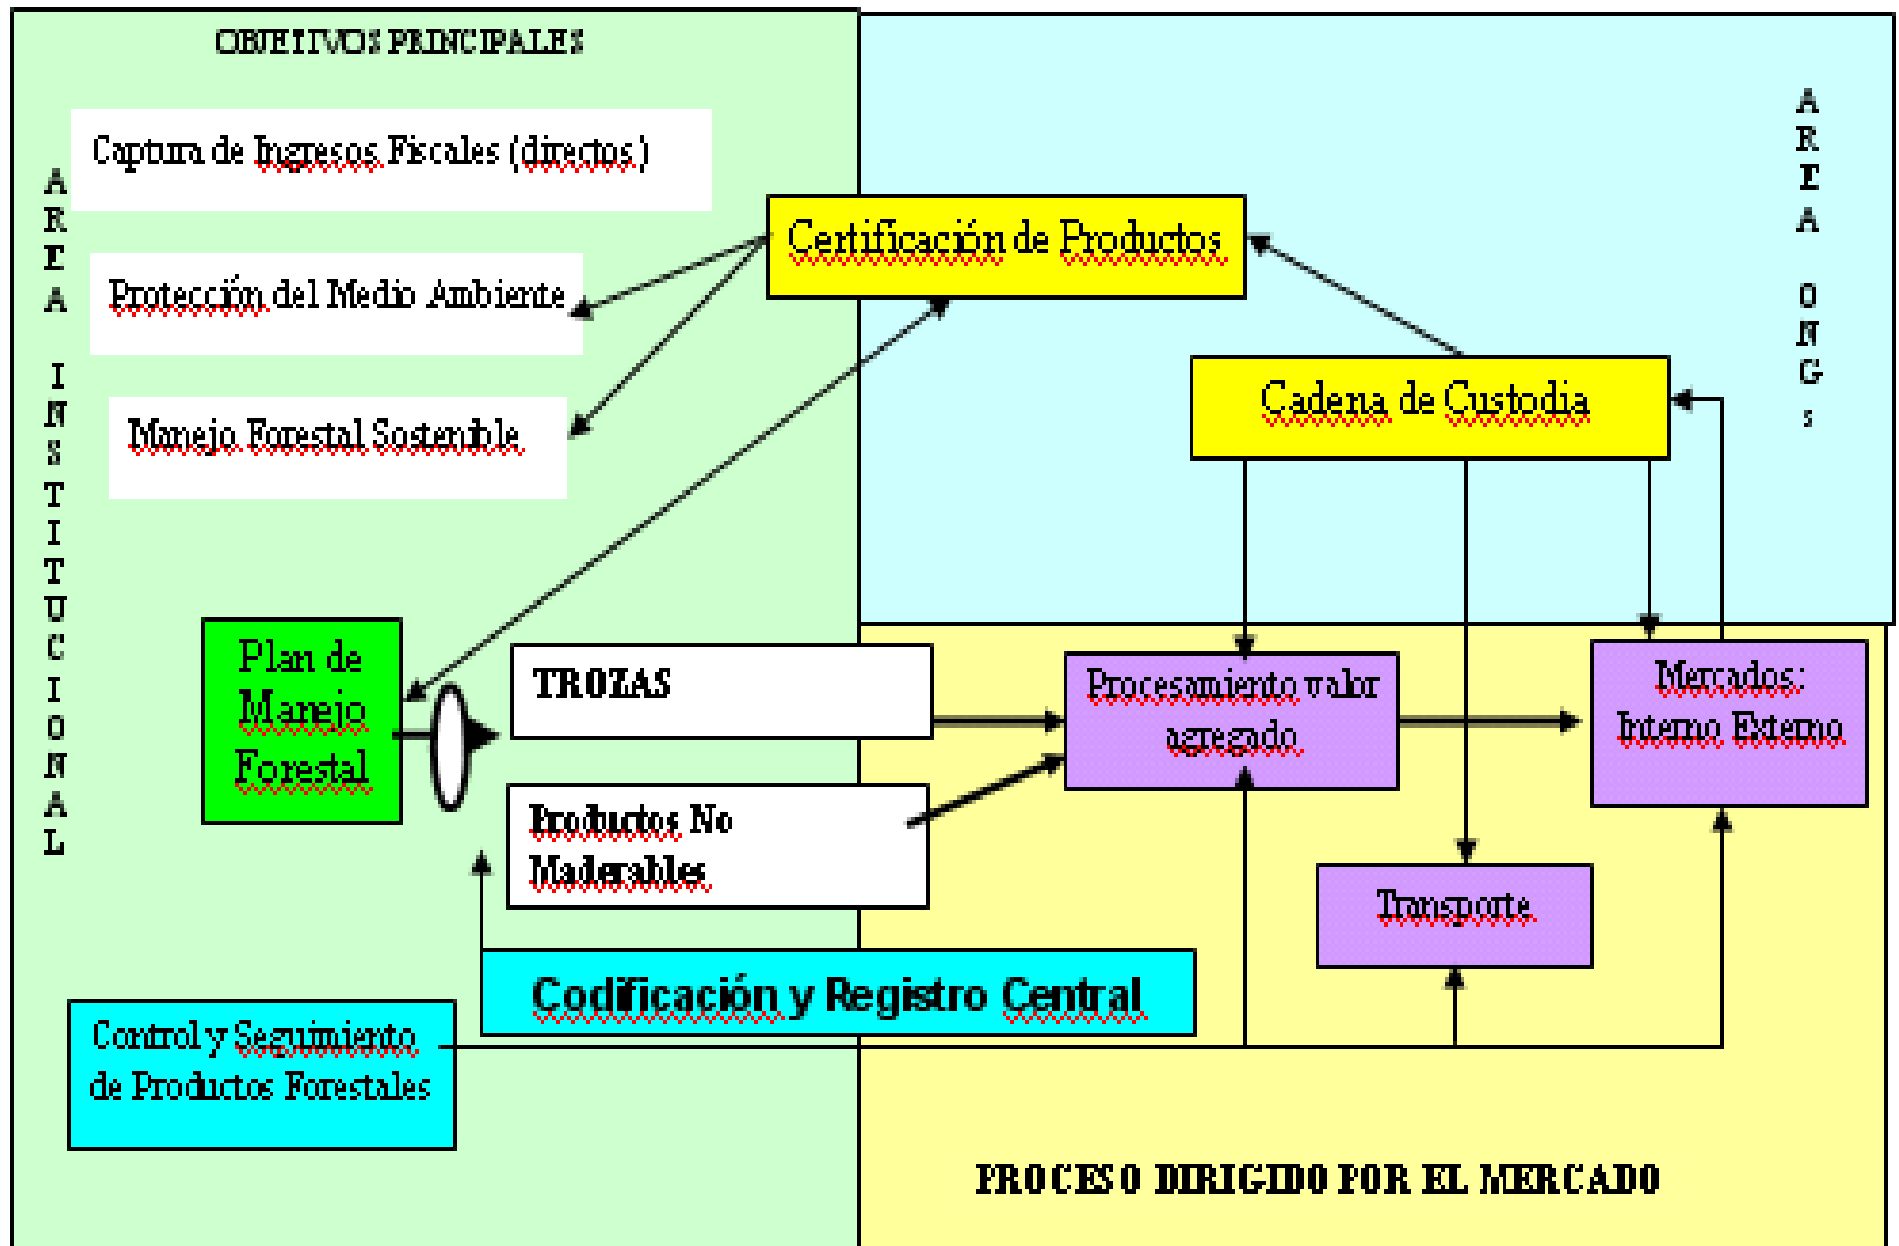 OBJETIVOS PRINCIPALES
AREA INSTITUCIONAL
Captura de Ingresos Fiscales (directos)
Protección del Medio Ambiente
Manejo Forestal Sostenible
AREA ONGs
Certificación de Productos
Cadena de Custodia
Plan de
Manejo
Forestal
TROZAS
Productos No
Maderables
Procesamiento valor
agregado
Mercados:
Interno Externo
Transporte
Codificación y Registro Central
Control y Seguimiento
de Productos Forestales
PROCESO DIRIGIDO POR EL MERCADO